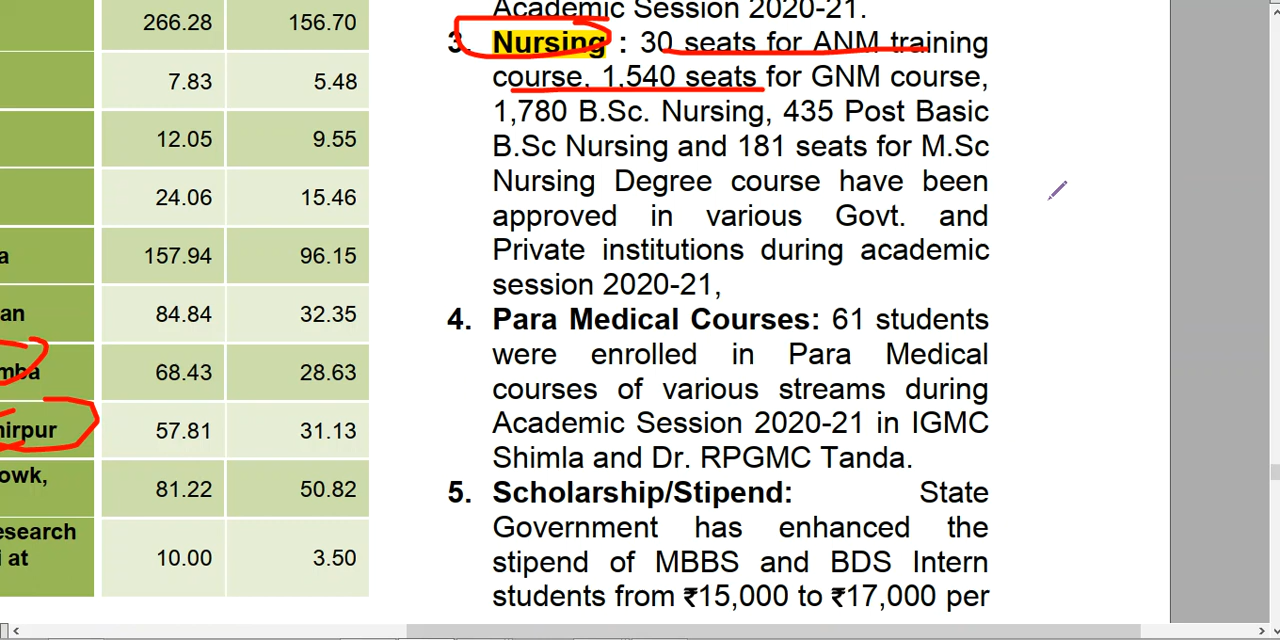 266.28 156.70
7.83 5.48
12.05 9.55
24.06 15.46
a 157.94 96.15
an 84.84 32.35
mba 68.43 28.63
hirpur 57.81 31.13
owk, 81.22 50.82
esearch
i at 10.00 3.50
Academic Session 2020-21.
3. Nursing : 30 seats for ANM training
course, 1,540 seats for GNM course,
1,780 B.Sc. Nursing, 435 Post Basic
B.Sc Nursing and 181 seats for M.Sc
Nursing Degree course have been
approved in various Govt. and
Private institutions during academic
session 2020-21,
4. Para Medical Courses: 61 students
were enrolled in Para Medical
courses of various streams during
Academic Session 2020-21 in IGMC
Shimla and Dr. RPGMC Tanda.
5. Scholarship/Stipend: State
Government has enhanced the
stipend of MBBS and BDS Intern
students from ₹15,000 to ₹17,000 per